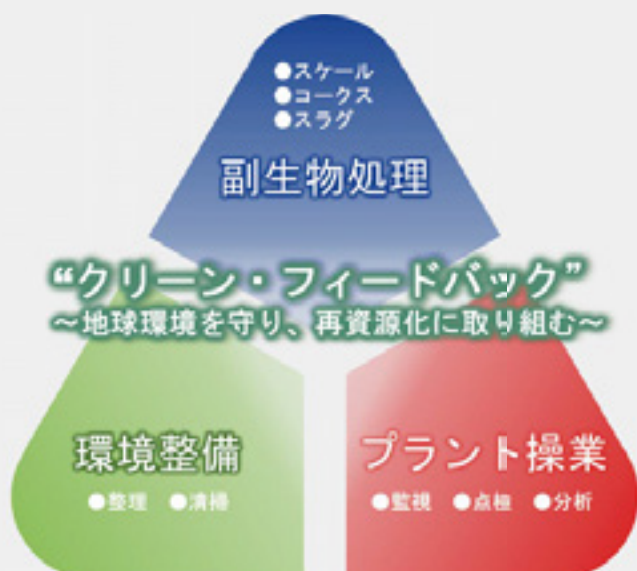 ●スケール
●コークス
●スラグ
副生物処理
“クリーン・フィードバック”
～地球環境を守り、再資源化に取り組む～
環境整備
プラント操業
●整理 ●清掃
●監視 ●点極 ●分析